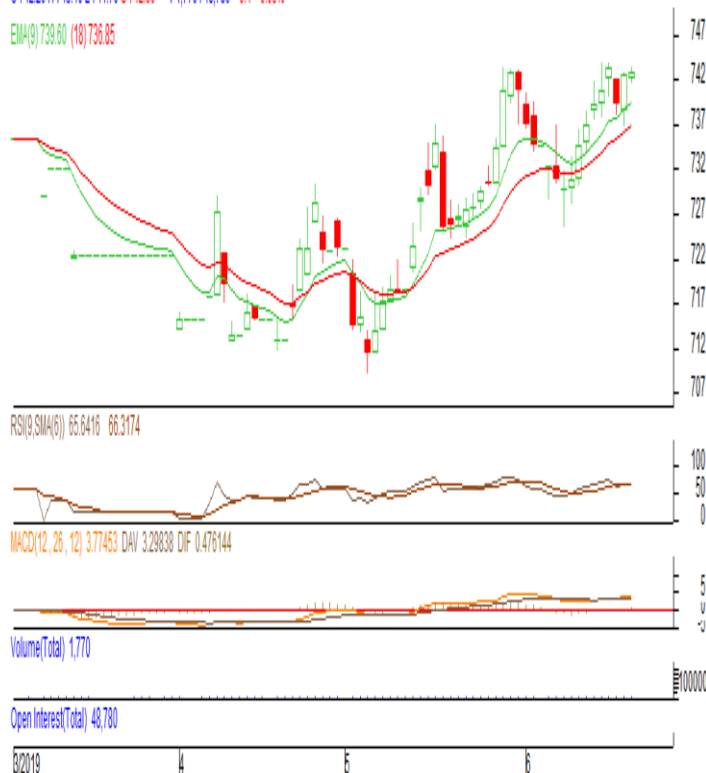 747
EMA(9) 739.60 (18) 736.85
742
737
732
727
722
717
712
707
RSI(9,SMA(6)) 65.6416 66.3174
100
50
0
MACD(12 , 26 , 12) 3.77453 DAV 3.29838 DIF 0.476144
5
0
Volume(Total) 1,770
100000
Open Interest(Total) 48,780
3/2019 4 5 6